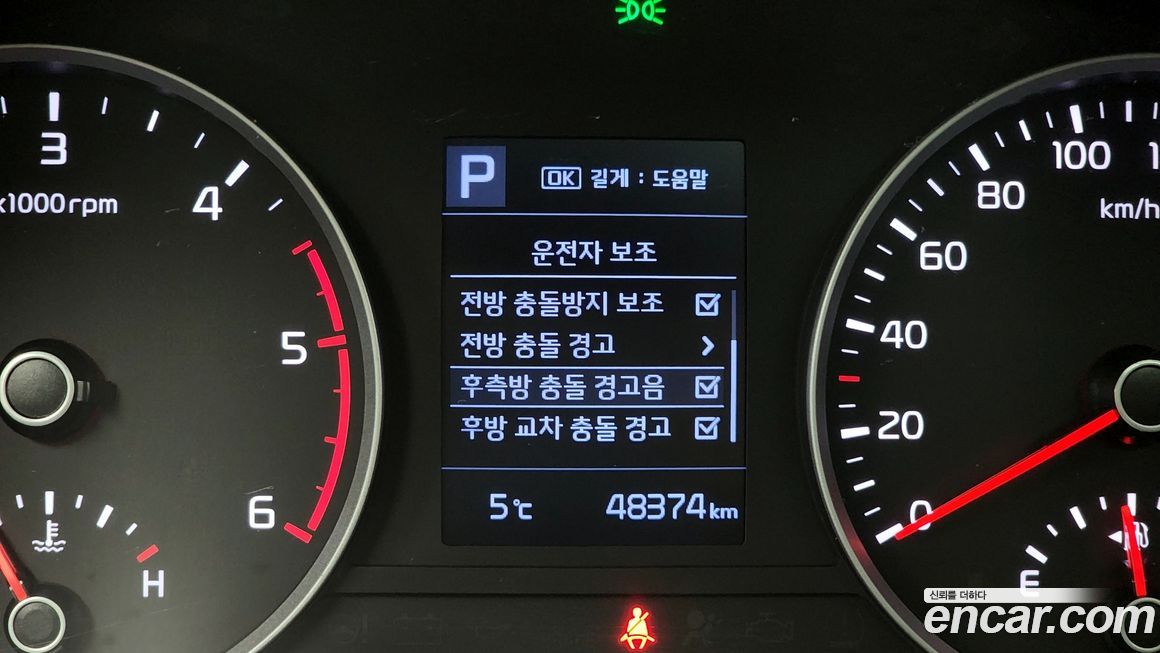 3
x1000rpm
4
5
6
H
P
OK 길게 : 도움말
운전자 보조
전방 충돌방지 보조
전방 충돌 경고
후측방 충돌 경고음
후방 교차 충돌 경고
5℃ 48374km
100
80
km/h
60
40
20
0
E
신뢰를 더하다
encar.com